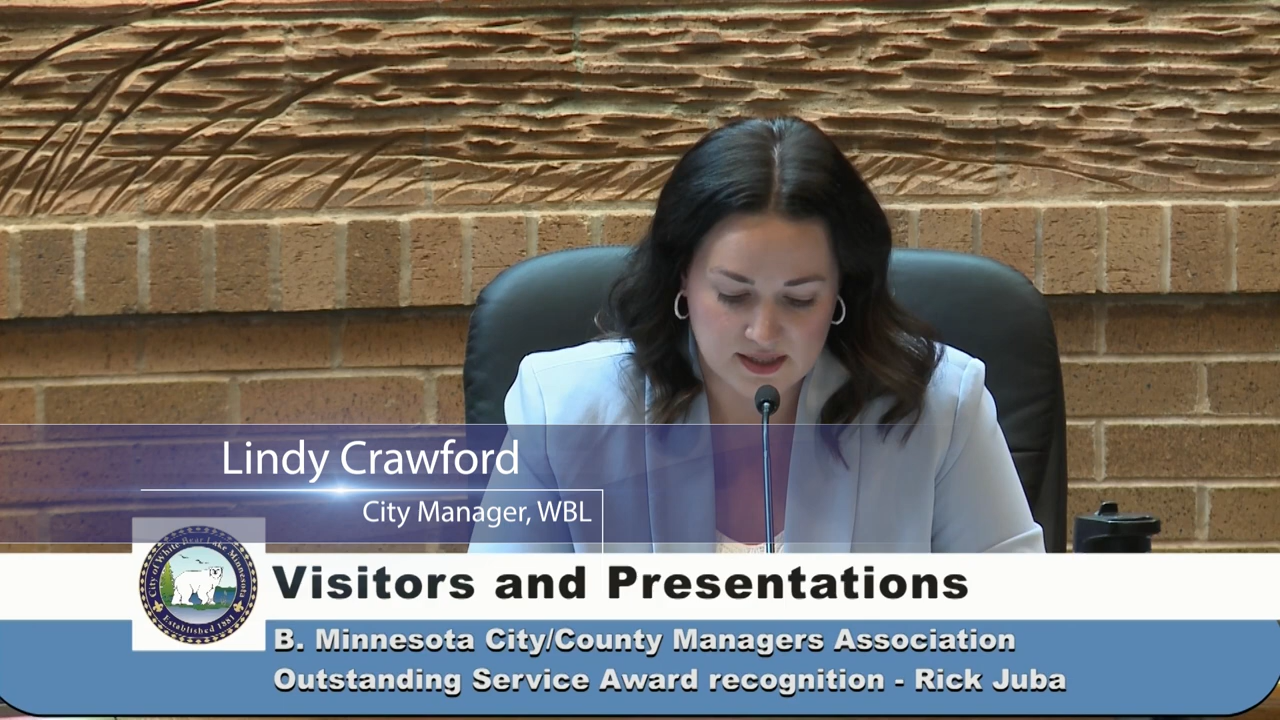 Lindy Crawford
City Manager, WBL
City of White Bear Lake, Minnesota
Established 1881
Visitors and Presentations
B. Minnesota City/County Managers Association
Outstanding Service Award recognition - Rick Juba